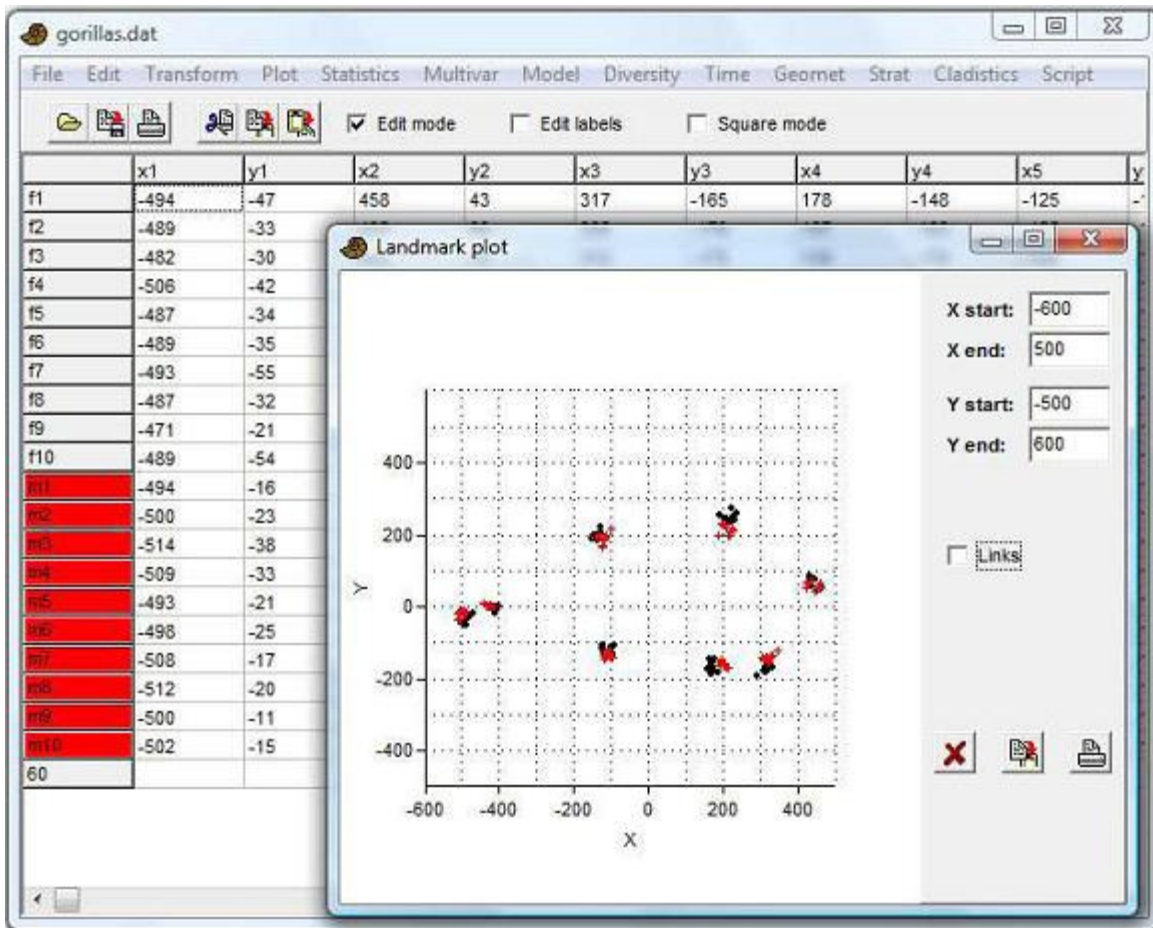 gorillas.dat
File Edit Transform Plot Statistics Multivar Model Diversity Time Geomet Strat Cladistics Script
Edit mode Edit labels Square mode
x1 y1 x2 y2 x3 y3 x4 y4 x5 y
f1 -494 -47 458 43 317 -165 178 -148 -125
f2 -489 -33
f3 -482 -30
f4 -506 -42
f5 -487 -34
f6 -489 -35
f7 -493 -55
f8 -487 -32
f9 -471 -21
f10 -489 -54
m1 -494 -16
m2 -500 -23
m3 -514 -38
m4 -509 -33
m5 -493 -21
m6 -498 -25
m7 -508 -17
m8 -512 -20
m9 -500 -11
m10 -502 -15
60
Landmark plot
X start: -600
X end: 500
Y start: -500
Y end: 600
Links
400
200
0
-200
-400
Y
-600 -400 -200 0 200 400
X